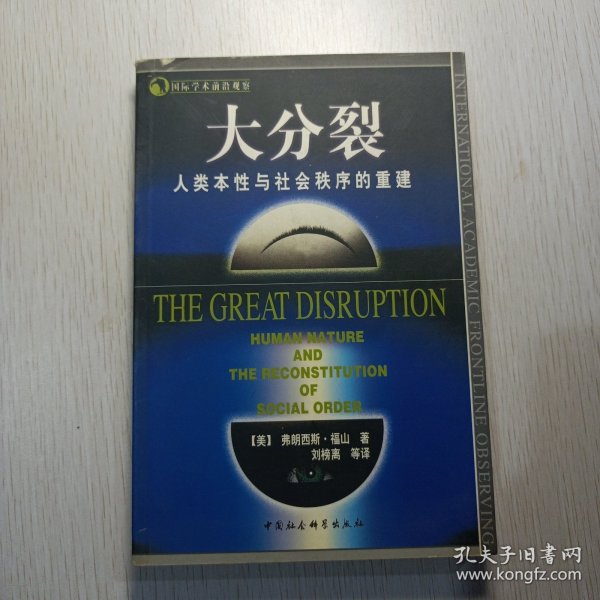 国际学术前沿观察
大分裂
人类本性与社会秩序的重建
THE GREAT DISRUPTION
HUMAN NATURE
AND
THE RECONSTITUTION
OF
SOCIAL ORDER
【美】 弗朗西斯·福山 著
刘榜离 等译
中国社会科学出版社
INTERNATIONAL ACADEMIC FRONTLINE OBSERVING
孔夫子旧书网
www.kongfz.com